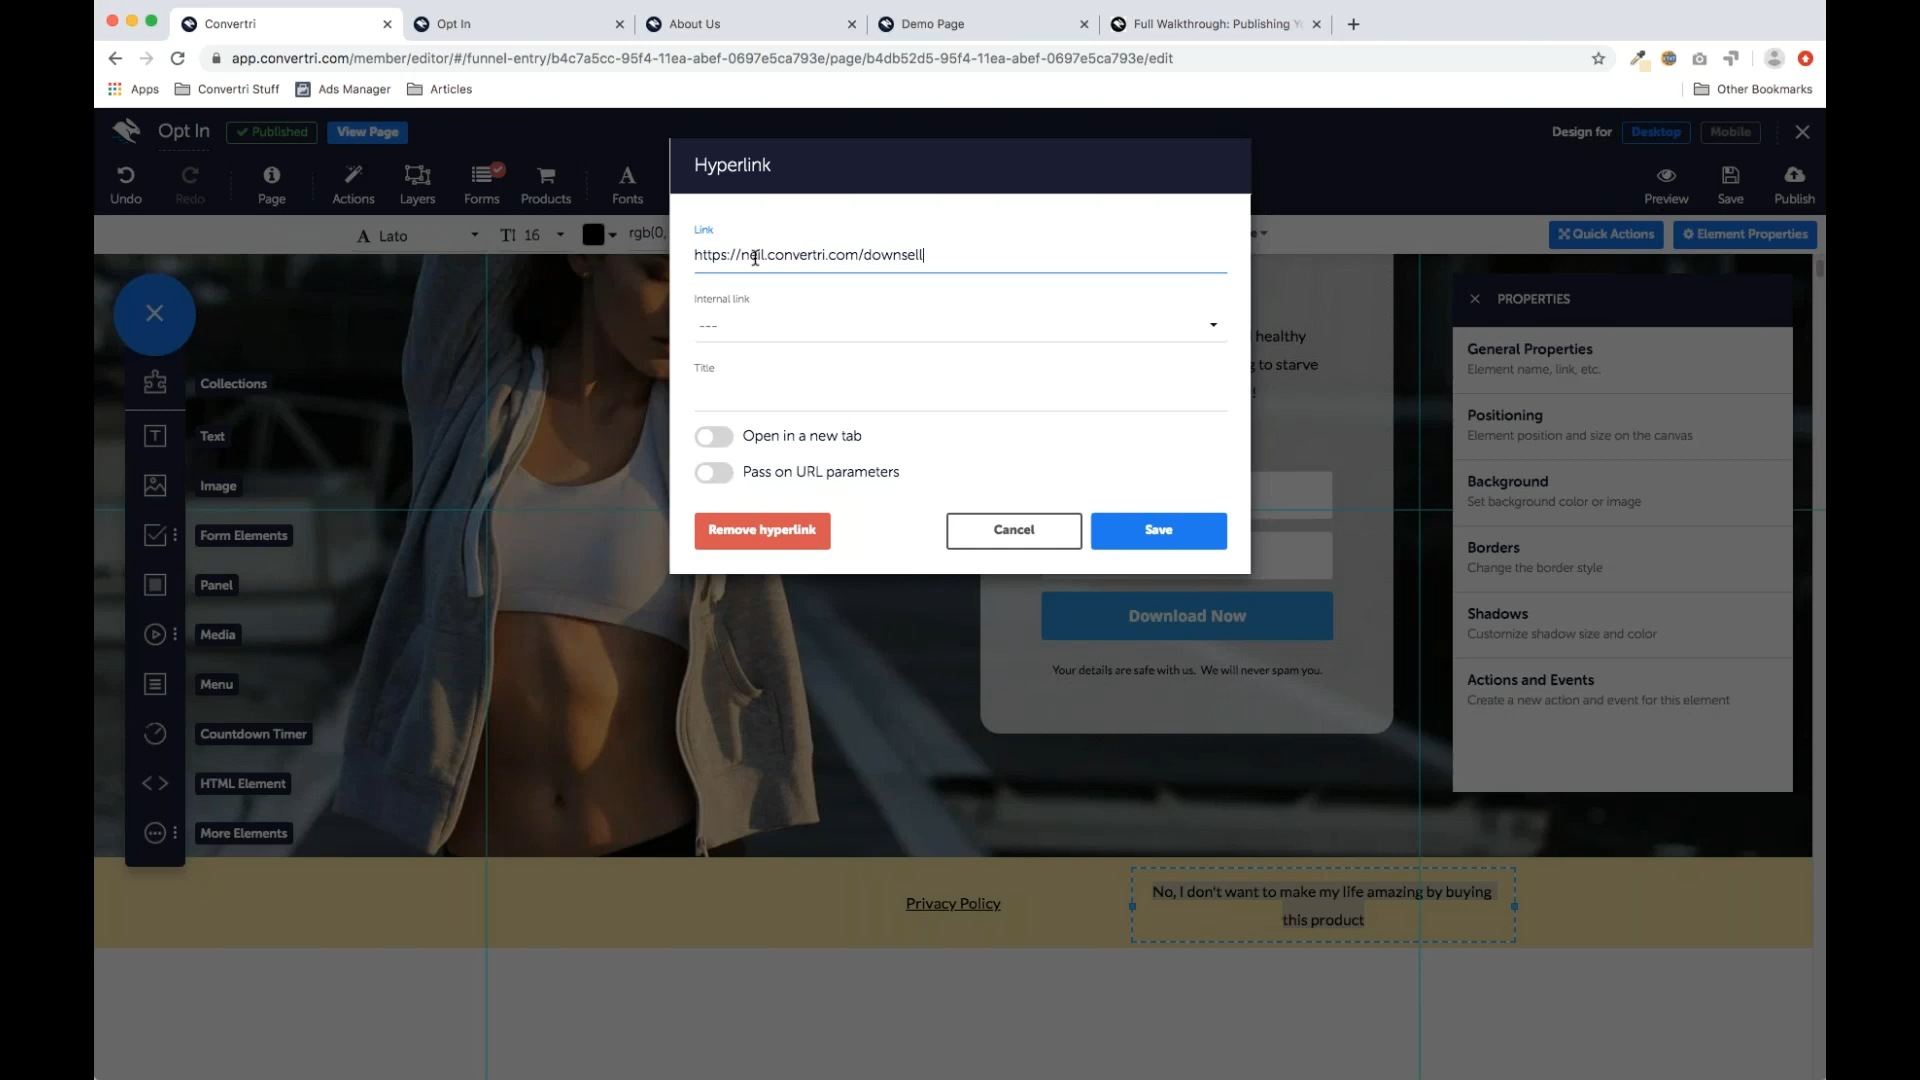 Convertri
Opt In
About Us
Demo Page
Full Walkthrough: Publishing Y
app.convertri.com/member/editor/#/funnel-entry/b4c7a5cc-95f4-11ea-abef-0697e5ca793e/page/b4db52d5-95f4-11ea-abef-0697e5ca793e/edit
Apps
Convertri Stuff
Ads Manager
Articles
Other Bookmarks
Opt In
Published
View Page
Design for
Desktop
Mobile
Undo
Redo
Page
Actions
Layers
Forms
Products
Fonts
Preview
Save
Publish
Lato
16
rgb(0,
Quick Actions
Element Properties
Hyperlink
Link
https://neil.convertri.com/downsell
Internal link
---
Title
Open in a new tab
Pass on URL parameters
Remove hyperlink
Cancel
Save
healthy
to starve
!
Download Now
Your details are safe with us. We will never spam you.
Collections
Text
Image
Form Elements
Panel
Media
Menu
Countdown Timer
HTML Element
More Elements
PROPERTIES
General Properties
Element name, link, etc.
Positioning
Element position and size on the canvas
Background
Set background color or image
Borders
Change the border style
Shadows
Customize shadow size and color
Actions and Events
Create a new action and event for this element
Privacy Policy
No, I don't want to make my life amazing by buying
this product